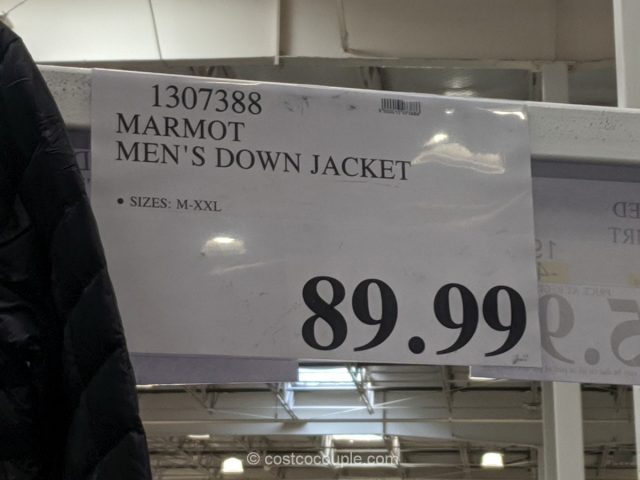 1307388
MARMOT
MEN'S DOWN JACKET
• SIZES: M-XXL
89.99
© costcocouple.com